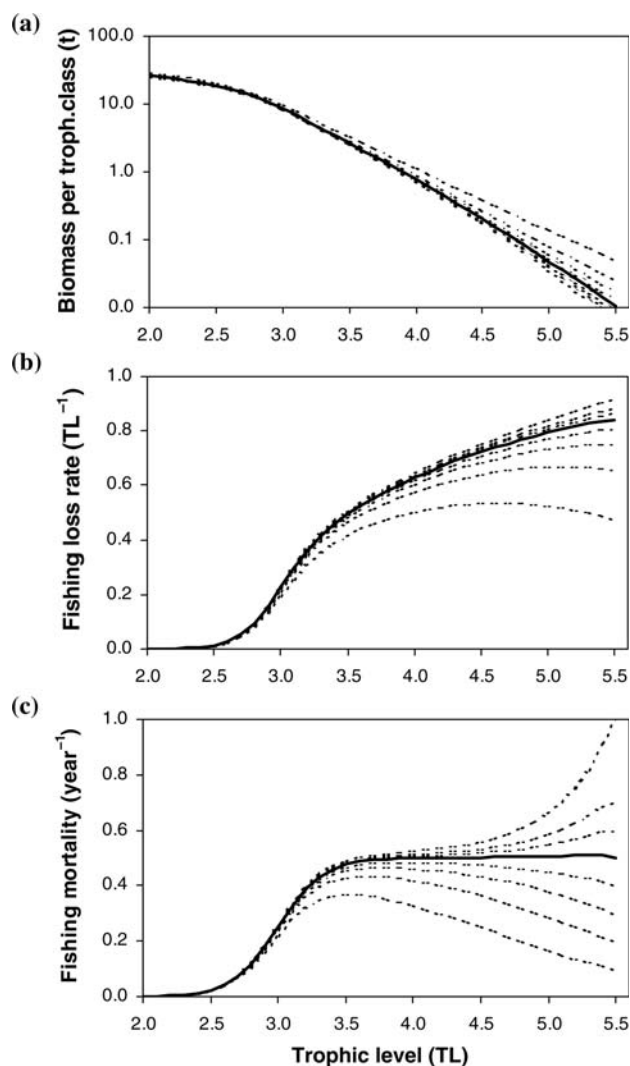 (a)
Biomass per troph.class (t)
100.0
10.0
1.0
0.1
0.0
2.0 2.5 3.0 3.5 4.0 4.5 5.0 5.5
(b)
Fishing loss rate (TL⁻¹)
1.0
0.8
0.6
0.4
0.2
0.0
2.0 2.5 3.0 3.5 4.0 4.5 5.0 5.5
(c)
Fishing mortality (year⁻¹)
1.0
0.8
0.6
0.4
0.2
0.0
2.0 2.5 3.0 3.5 4.0 4.5 5.0 5.5
Trophic level (TL)